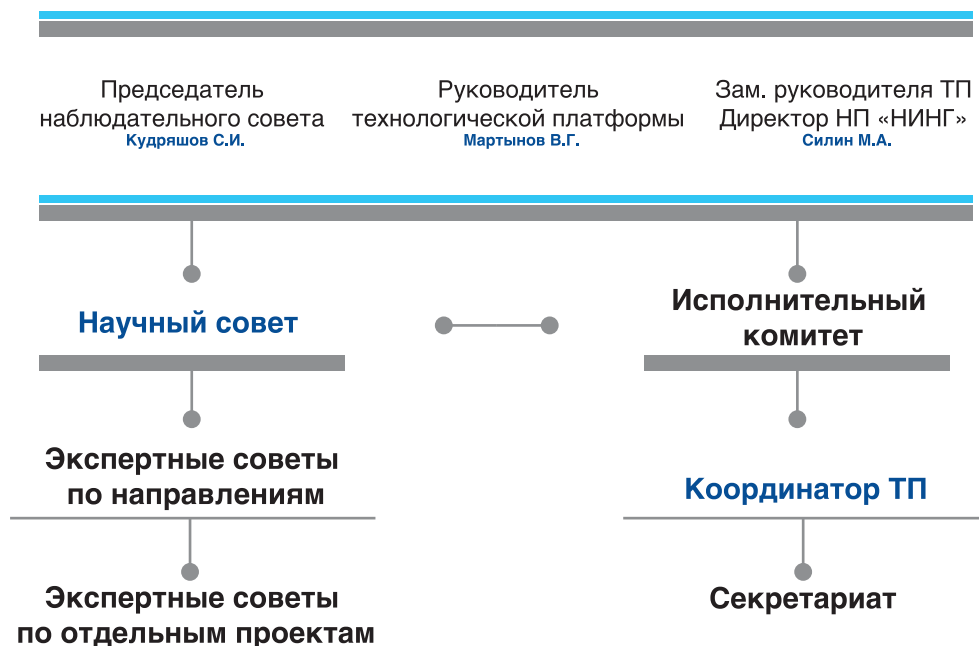 Председатель
наблюдательного совета
Кудряшов С.И.
Руководитель
технологической платформы
Мартынов В.Г.
Зам. руководителя ТП
Директор НП «НИНГ»
Силин М.А.
Научный совет
Исполнительный
комитет
Экспертные советы
по направлениям
Координатор ТП
Экспертные советы
по отдельным проектам
Секретариат